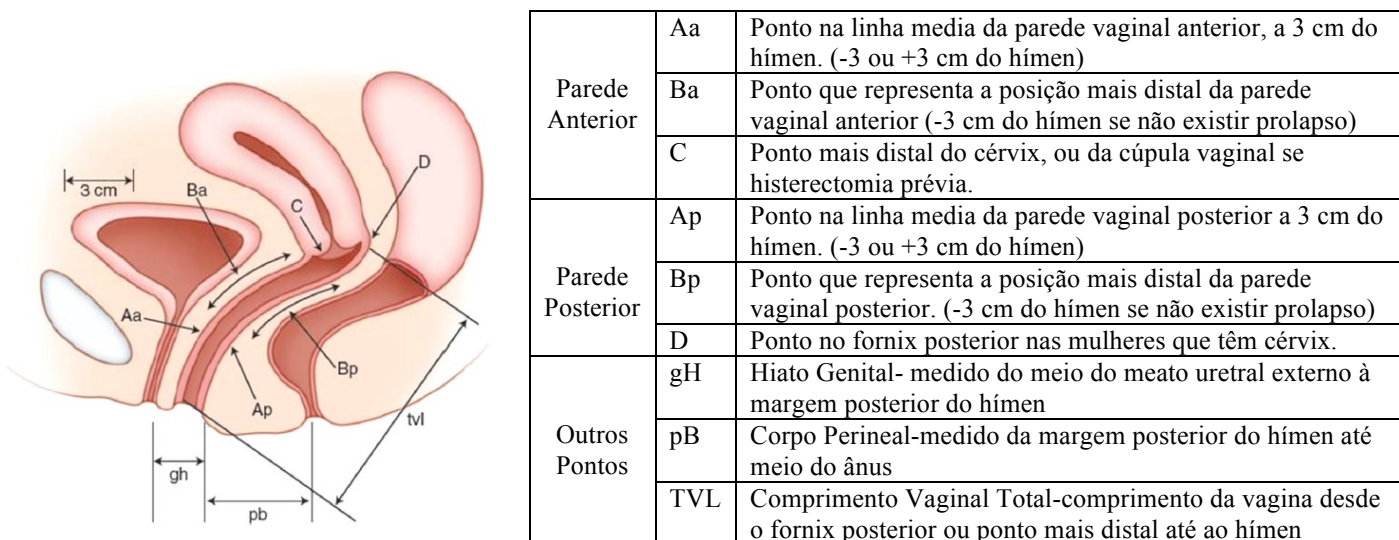 3 cm
Ba
C
D
Aa
Ap
Bp
tvl
gh
pb
Parede
Anterior
Aa
Ponto na linha media da parede vaginal anterior, a 3 cm do
hímen. (-3 ou +3 cm do hímen)
Ba
Ponto que representa a posição mais distal da parede
vaginal anterior (-3 cm do hímen se não existir prolapso)
C
Ponto mais distal do cérvix, ou da cúpula vaginal se
histerectomia prévia.
Parede
Posterior
Ap
Ponto na linha media da parede vaginal posterior a 3 cm do
hímen. (-3 ou +3 cm do hímen)
Bp
Ponto que representa a posição mais distal da parede
vaginal posterior. (-3 cm do hímen se não existir prolapso)
D
Ponto no fornix posterior nas mulheres que têm cérvix.
Outros
Pontos
gH
Hiato Genital- medido do meio do meato uretral externo à
margem posterior do hímen
pB
Corpo Perineal-medido da margem posterior do hímen até
meio do ânus
TVL
Comprimento Vaginal Total-comprimento da vagina desde
o fornix posterior ou ponto mais distal até ao hímen